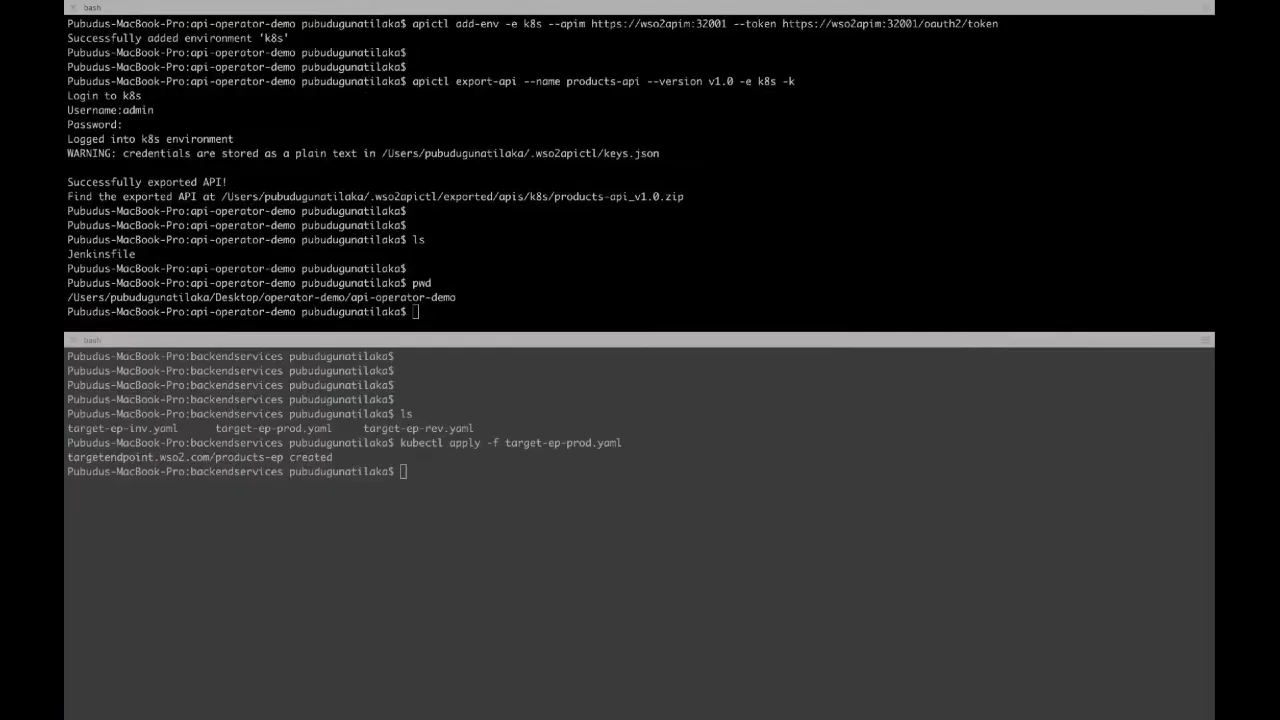 bash
Pubudus-MacBook-Pro:api-operator-demo pubudugunatilaka$ apictl add-env -e k8s --apim https://wso2apim:32001 --token https://wso2apim:32001/oauth2/token
Successfully added environment 'k8s'
Pubudus-MacBook-Pro:api-operator-demo pubudugunatilaka$
Pubudus-MacBook-Pro:api-operator-demo pubudugunatilaka$
Pubudus-MacBook-Pro:api-operator-demo pubudugunatilaka$ apictl export-api --name products-api --version v1.0 -e k8s -k
Login to k8s
Username:admin
Password:
Logged into k8s environment
WARNING: credentials are stored as a plain text in /Users/pubudugunatilaka/.wso2apictl/keys.json
Successfully exported API!
Find the exported API at /Users/pubudugunatilaka/.wso2apictl/exported/apis/k8s/products-api_v1.0.zip
Pubudus-MacBook-Pro:api-operator-demo pubudugunatilaka$
Pubudus-MacBook-Pro:api-operator-demo pubudugunatilaka$
Pubudus-MacBook-Pro:api-operator-demo pubudugunatilaka$ ls
Jenkinsfile
Pubudus-MacBook-Pro:api-operator-demo pubudugunatilaka$
Pubudus-MacBook-Pro:api-operator-demo pubudugunatilaka$ pwd
/Users/pubudugunatilaka/Desktop/operator-demo/api-operator-demo
Pubudus-MacBook-Pro:api-operator-demo pubudugunatilaka$
bash
Pubudus-MacBook-Pro:backendservices pubudugunatilaka$
Pubudus-MacBook-Pro:backendservices pubudugunatilaka$
Pubudus-MacBook-Pro:backendservices pubudugunatilaka$
Pubudus-MacBook-Pro:backendservices pubudugunatilaka$
Pubudus-MacBook-Pro:backendservices pubudugunatilaka$ ls
target-ep-inv.yaml target-ep-prod.yaml target-ep-rev.yaml
Pubudus-MacBook-Pro:backendservices pubudugunatilaka$ kubectl apply -f target-ep-prod.yaml
targetendpoint.wso2.com/products-ep created
Pubudus-MacBook-Pro:backendservices pubudugunatilaka$